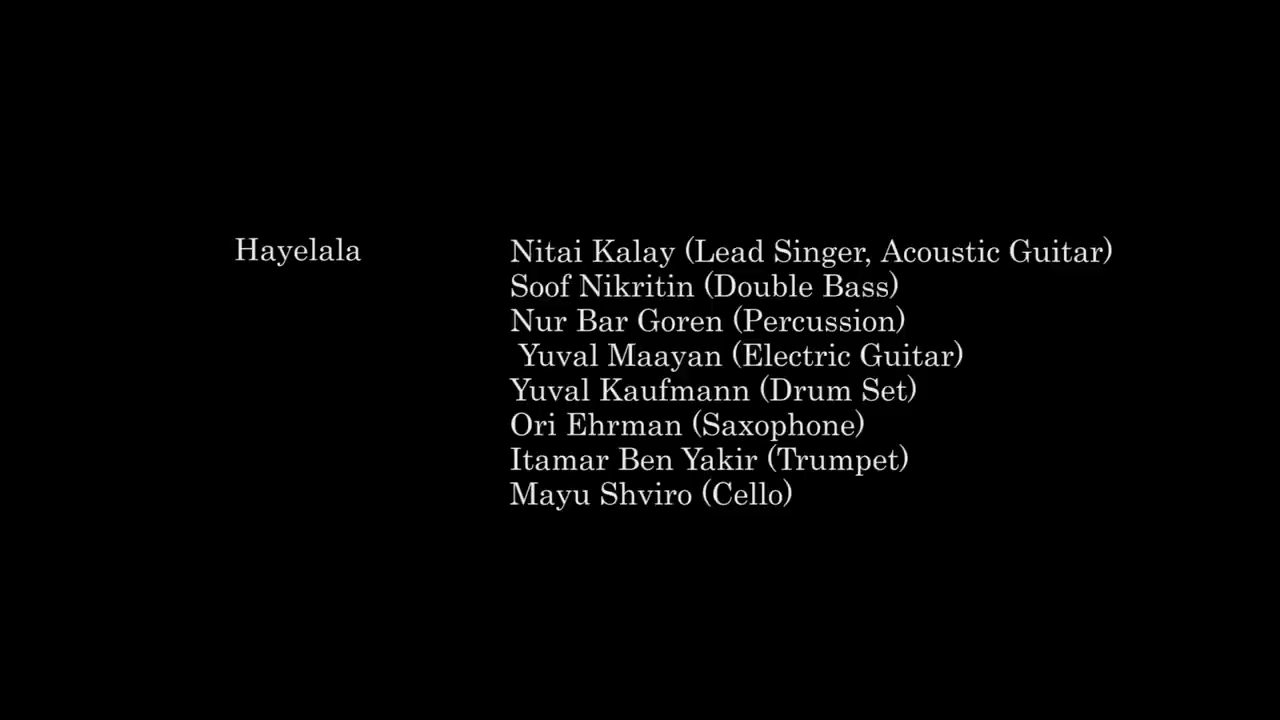 Hayelala
Nitai Kalay (Lead Singer, Acoustic Guitar)
Soof Nikritin (Double Bass)
Nur Bar Goren (Percussion)
Yuval Maayan (Electric Guitar)
Yuval Kaufmann (Drum Set)
Ori Ehrman (Saxophone)
Itamar Ben Yakir (Trumpet)
Mayu Shviro (Cello)